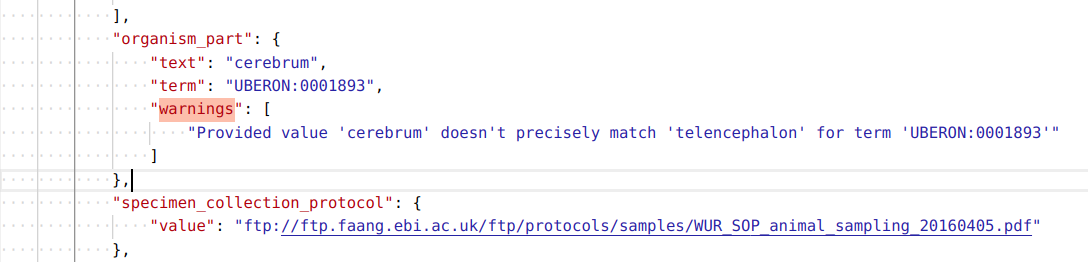 ],
"organism_part": {
"text": "cerebrum",
"term": "UBERON:0001893",
"warnings": [
"Provided value 'cerebrum' doesn't precisely match 'telencephalon' for term 'UBERON:0001893'"
]
},
"specimen_collection_protocol": {
"value": "ftp://ftp.faang.ebi.ac.uk/ftp/protocols/samples/WUR_SOP_animal_sampling_20160405.pdf"
},